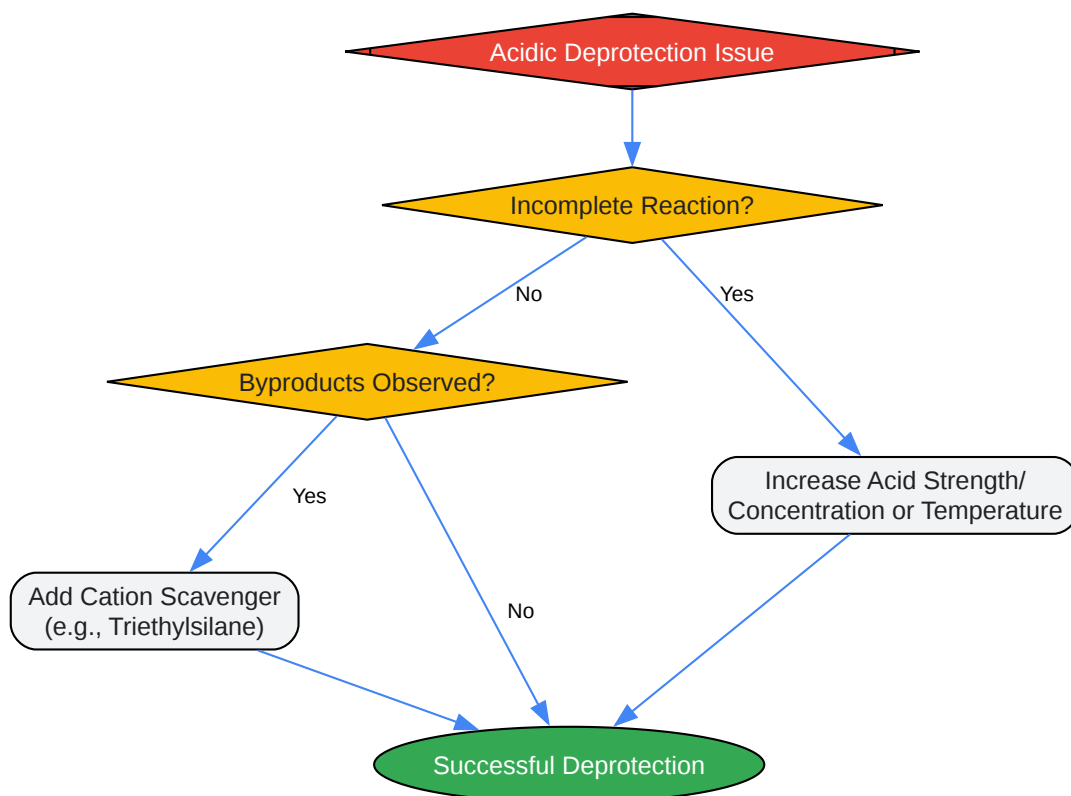 Acidic Deprotection Issue
Incomplete Reaction?
No
Yes
Byproducts Observed?
Increase Acid Strength/
Concentration or Temperature
Yes
Add Cation Scavenger
(e.g., Triethylsilane)
No
Successful Deprotection